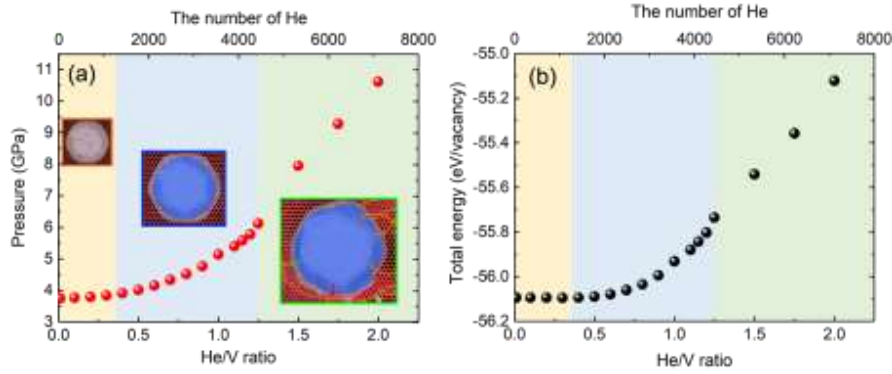 The number of He
0 2000 4000 6000 8000
(a)
Pressure (GPa)
11
10
9
8
7
6
5
4
3
0.0 0.5 1.0 1.5 2.0
He/V ratio
The number of He
0 2000 4000 6000 8000
(b)
Total energy (eV/vacancy)
-55.0
-55.2
-55.4
-55.6
-55.8
-56.0
-56.2
0.0 0.5 1.0 1.5 2.0
He/V ratio